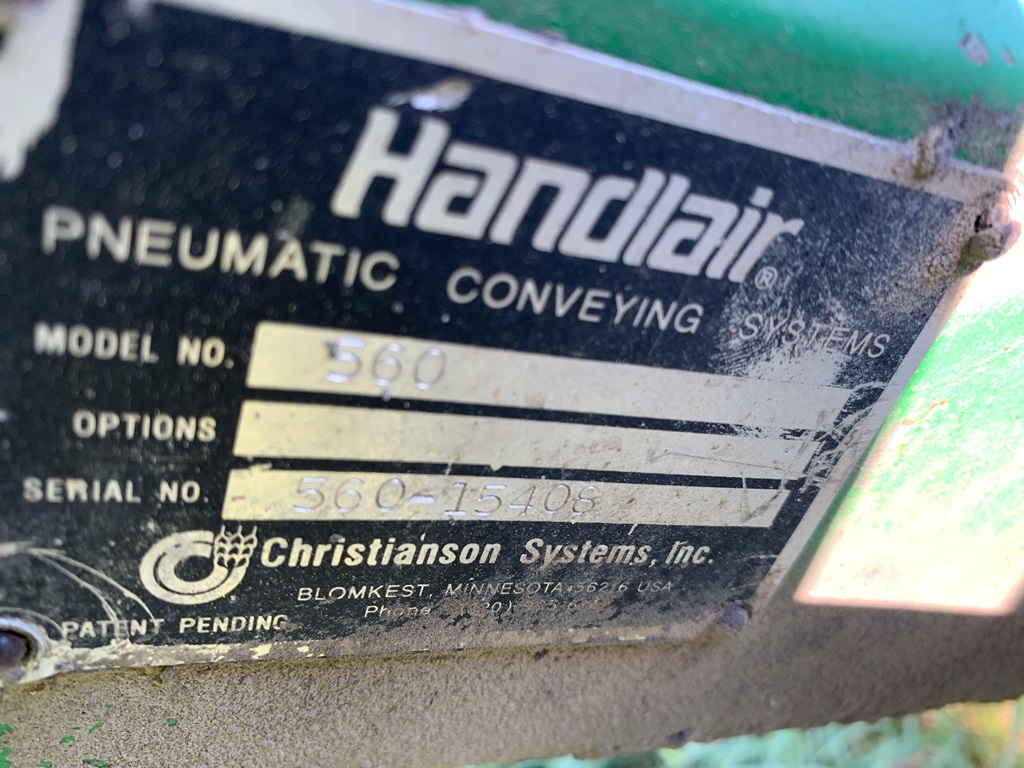 Handlair®
PNEUMATIC CONVEYING SYSTEMS
MODEL NO. 560
OPTIONS
SERIAL NO. 560-15408
Christianson Systems, Inc.
BLOMKEST, MINNESOTA USA
Phone
PATENT PENDING